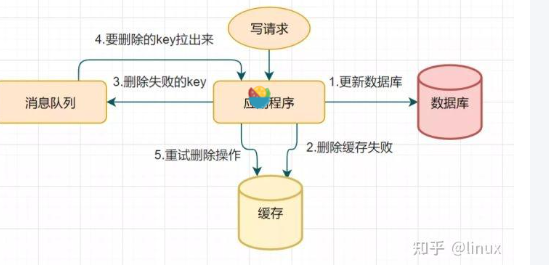 写请求
4.要删除的key拉出来
3.删除失败的key
1.更新数据库
消息队列
应用程序
数据库
5.重试删除操作
2.删除缓存失败
缓存
知乎 @linux